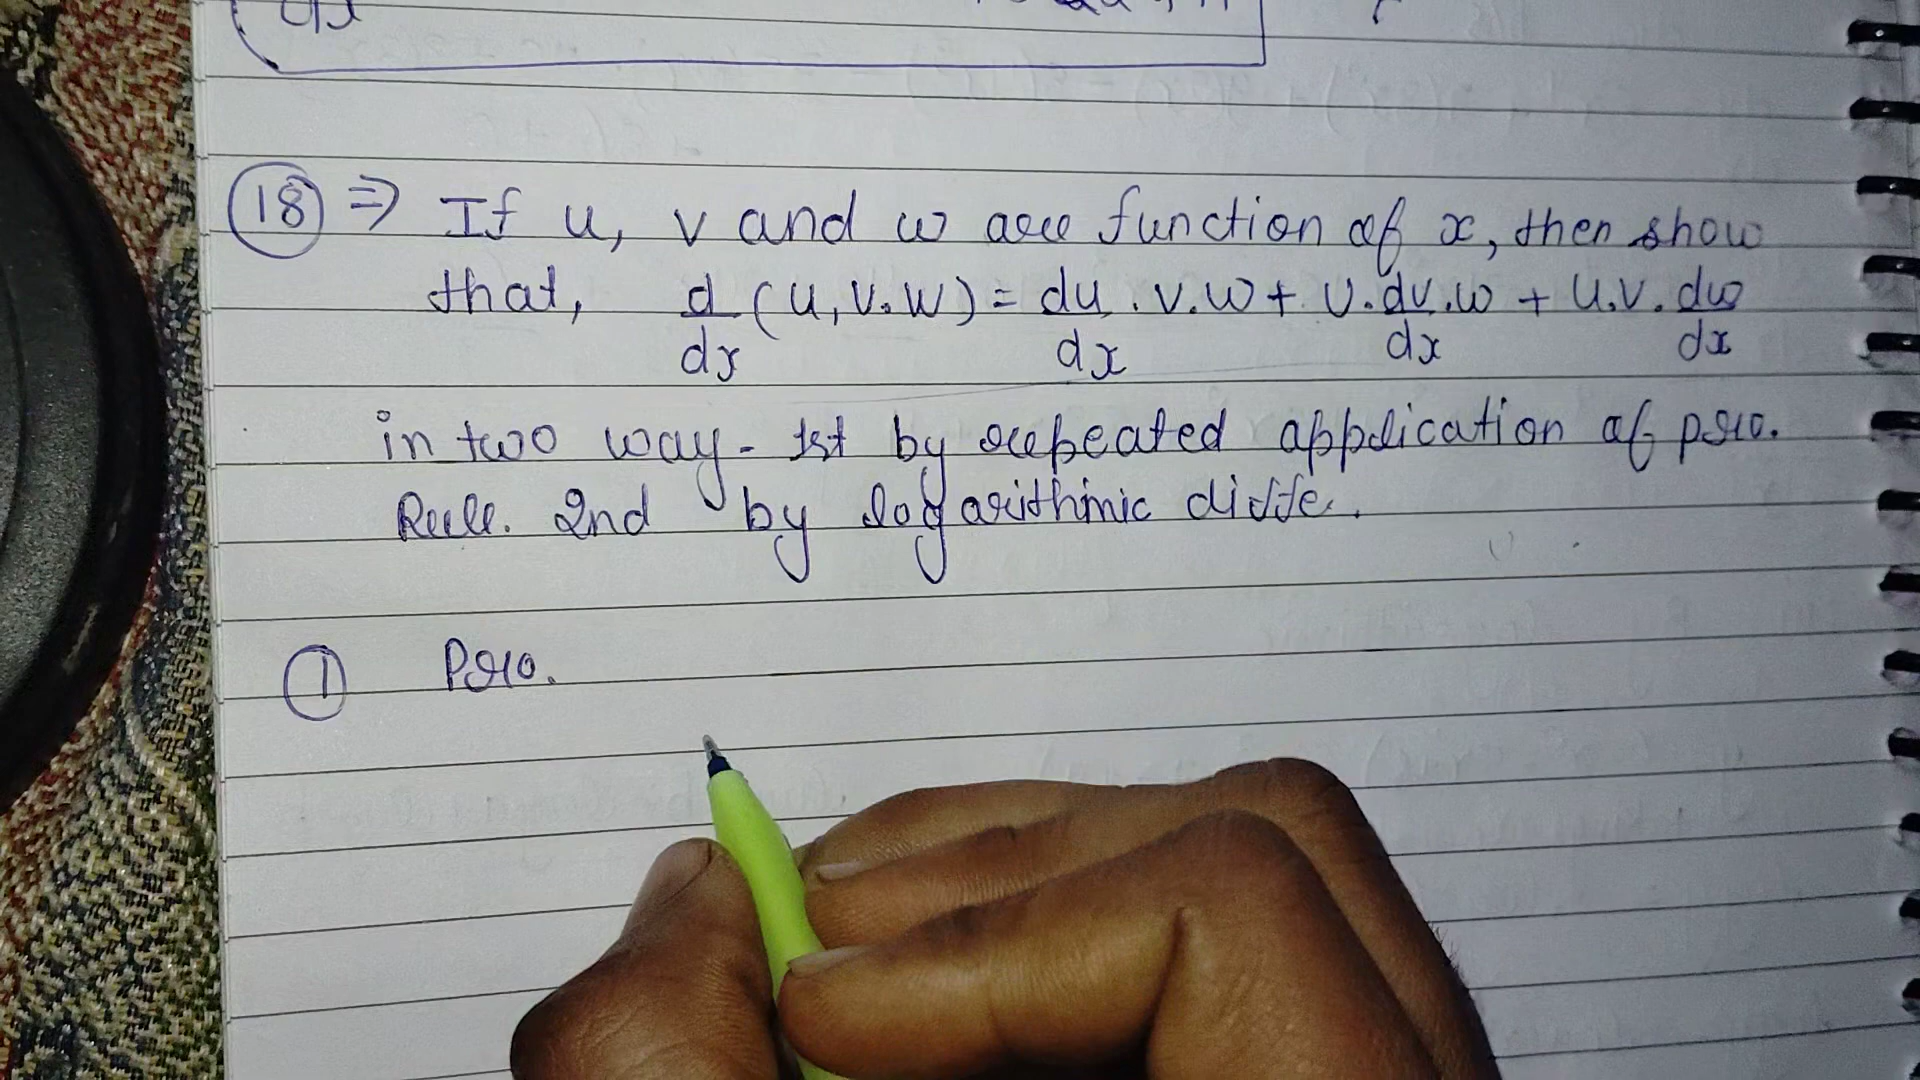 dx
18 ⇒ If u, v and w are function of x, then show
that, d/dx (u, v. w) = du/dx . v. w + u. dv/dx . w + u. v. dw/dx
in two way - 1st by repeated application of pro.
Rule. 2nd by logarithmic diffe.
1 Pro.